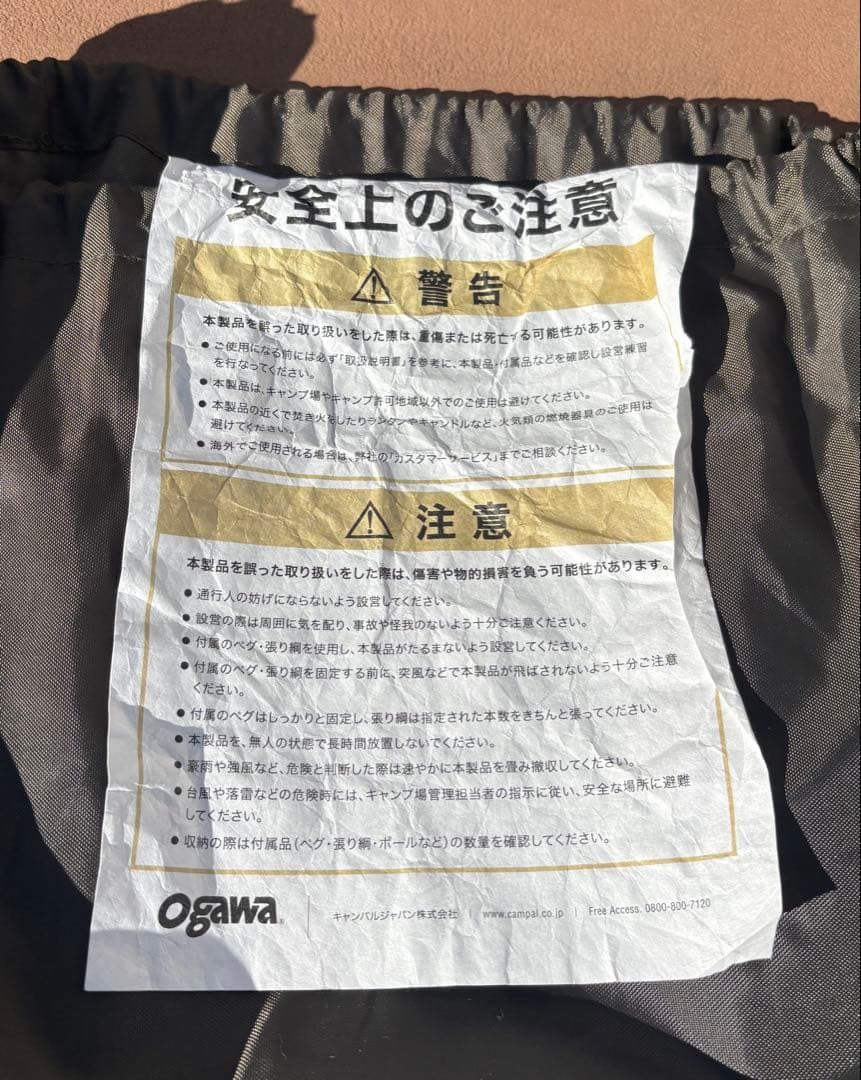 安全上のご注意
警告
本製品を誤った取り扱いをした際は、重傷または死亡する可能性があります。
●ご使用になる前には必ず「取扱説明書」を参考に、本製品・付属品などを確認し設営練習
を行なってください。
●本製品は、キャンプ場やキャンプ許可地域以外でのご使用は避けてください。
●本製品の近くで焚き火をしたりランタンやキャンドルなど、火気類の燃焼器具のご使用は
避けてください。
●海外でご使用される場合は、弊社の「カスタマーサービス」までご相談ください。
注意
本製品を誤った取り扱いをした際は、傷害や物的損害を負う可能性があります。
●通行人の妨げにならないよう設営してください。
●設営の際は周囲に気を配り、事故や怪我のないよう十分ご注意ください。
●付属のペグ・張り綱を使用し、本製品がたるまないよう設営してください。
●付属のペグ・張り綱を固定する前に、突風などで本製品が飛ばされないよう十分ご注意
ください。
●付属のペグはしっかりと固定し、張り綱は指定された本数をきちんと張ってください。
●本製品を、無人の状態で長時間放置しないでください。
●豪雨や強風など、危険と判断した際は速やかに本製品を畳み撤収してください。
●台風や落雷などの危険時には、キャンプ場管理担当者の指示に従い、安全な場所に避難
してください。
●収納の際は付属品（ペグ・張り綱・ポールなど）の数量を確認してください。
Ogawa® | キャンパルジャパン株式会社 | www.campal.co.jp | Free Access. 0800-800-7120